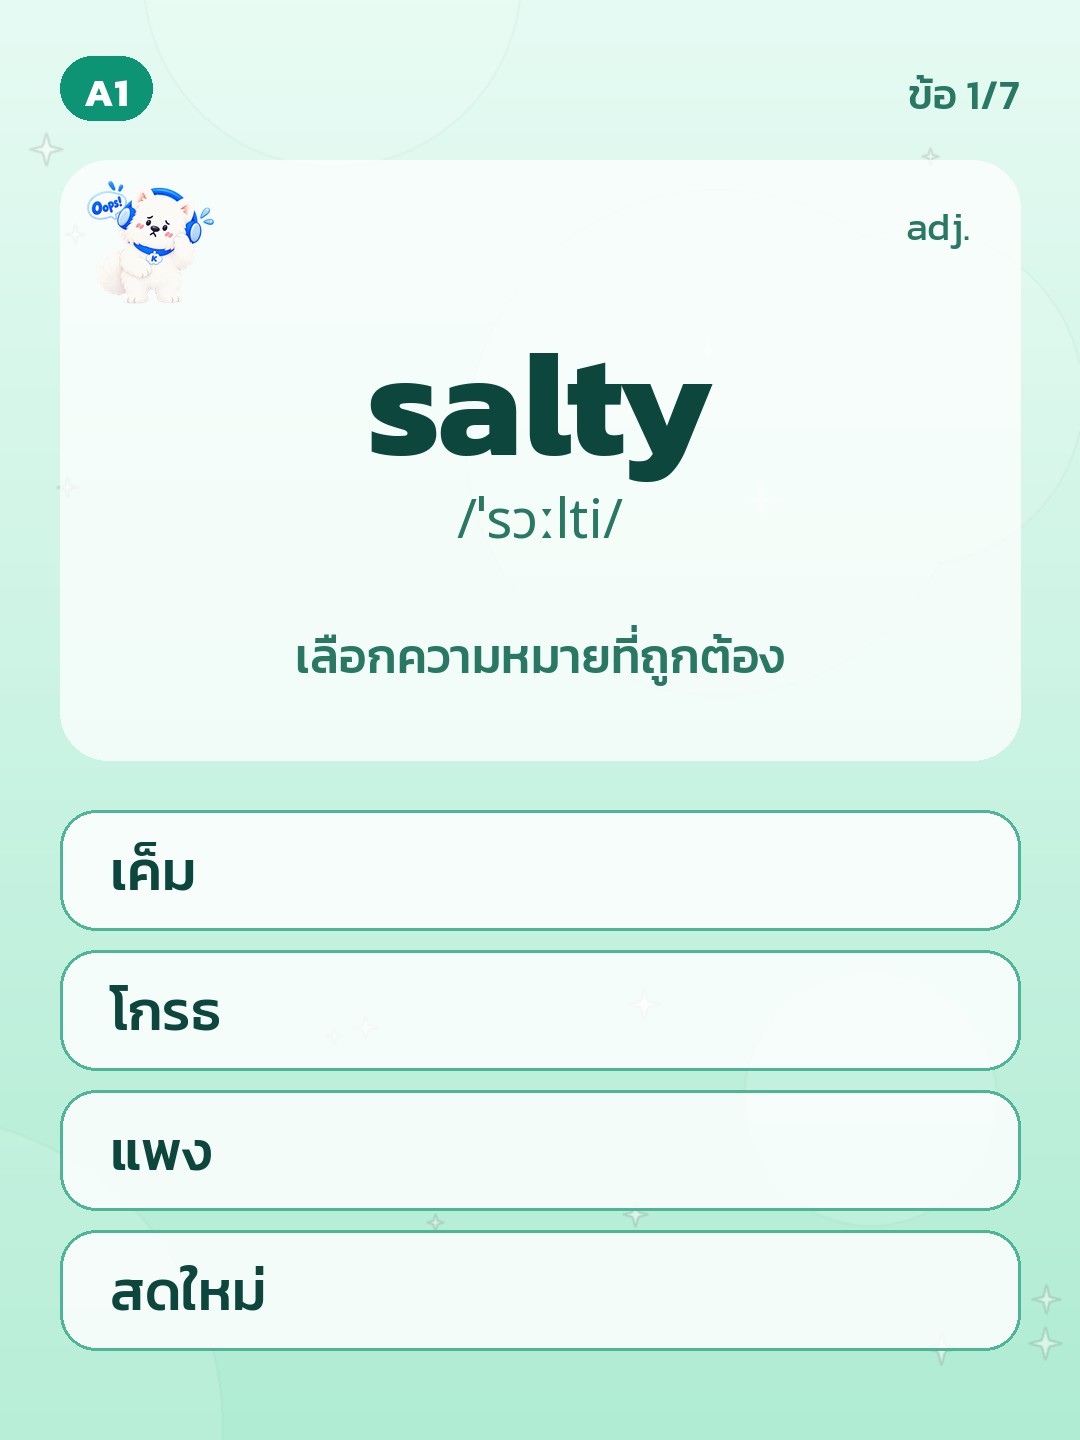 A1
ข้อ 1/7
Oops!
adj.
K
salty
/ˈsɔːlti/
เลือกความหมายที่ถูกต้อง
เค็ม
โกรธ
แพง
สดใหม่